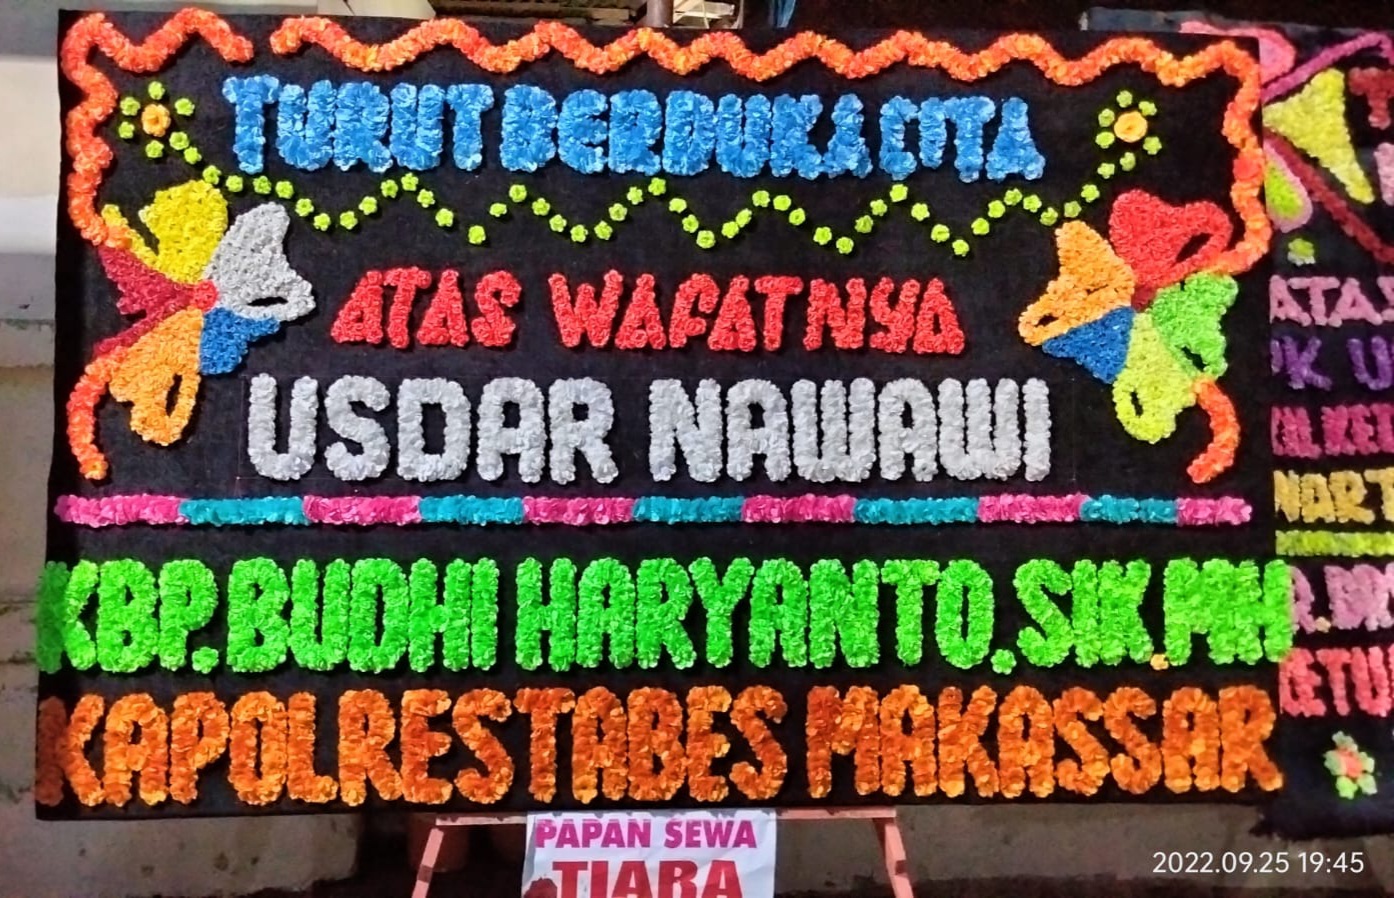 TURUT BERDUKA CITA
ATAS WAFATNYA
USDAR NAWAWI
KBP.BUDHI HARYANTO.SIK.MH
KAPOLRESTABES MAKASSAR
PAPAN SEWA
TIARA
2022.09.25 19:45